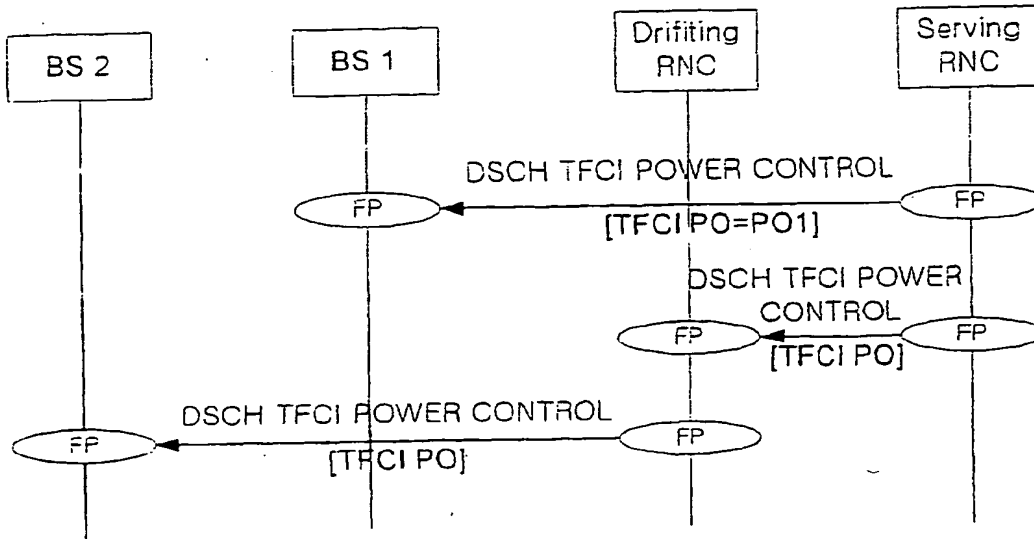 BS 2
BS 1
Drifiting
RNC
Serving
RNC
DSCH TFCI POWER CONTROL
FP
FP
[TFCI PO=PO1]
DSCH TFCI POWER
CONTROL
FP
FP
[TFCI PO]
DSCH TFCI POWER CONTROL
FP
FP
[TFCI PO]